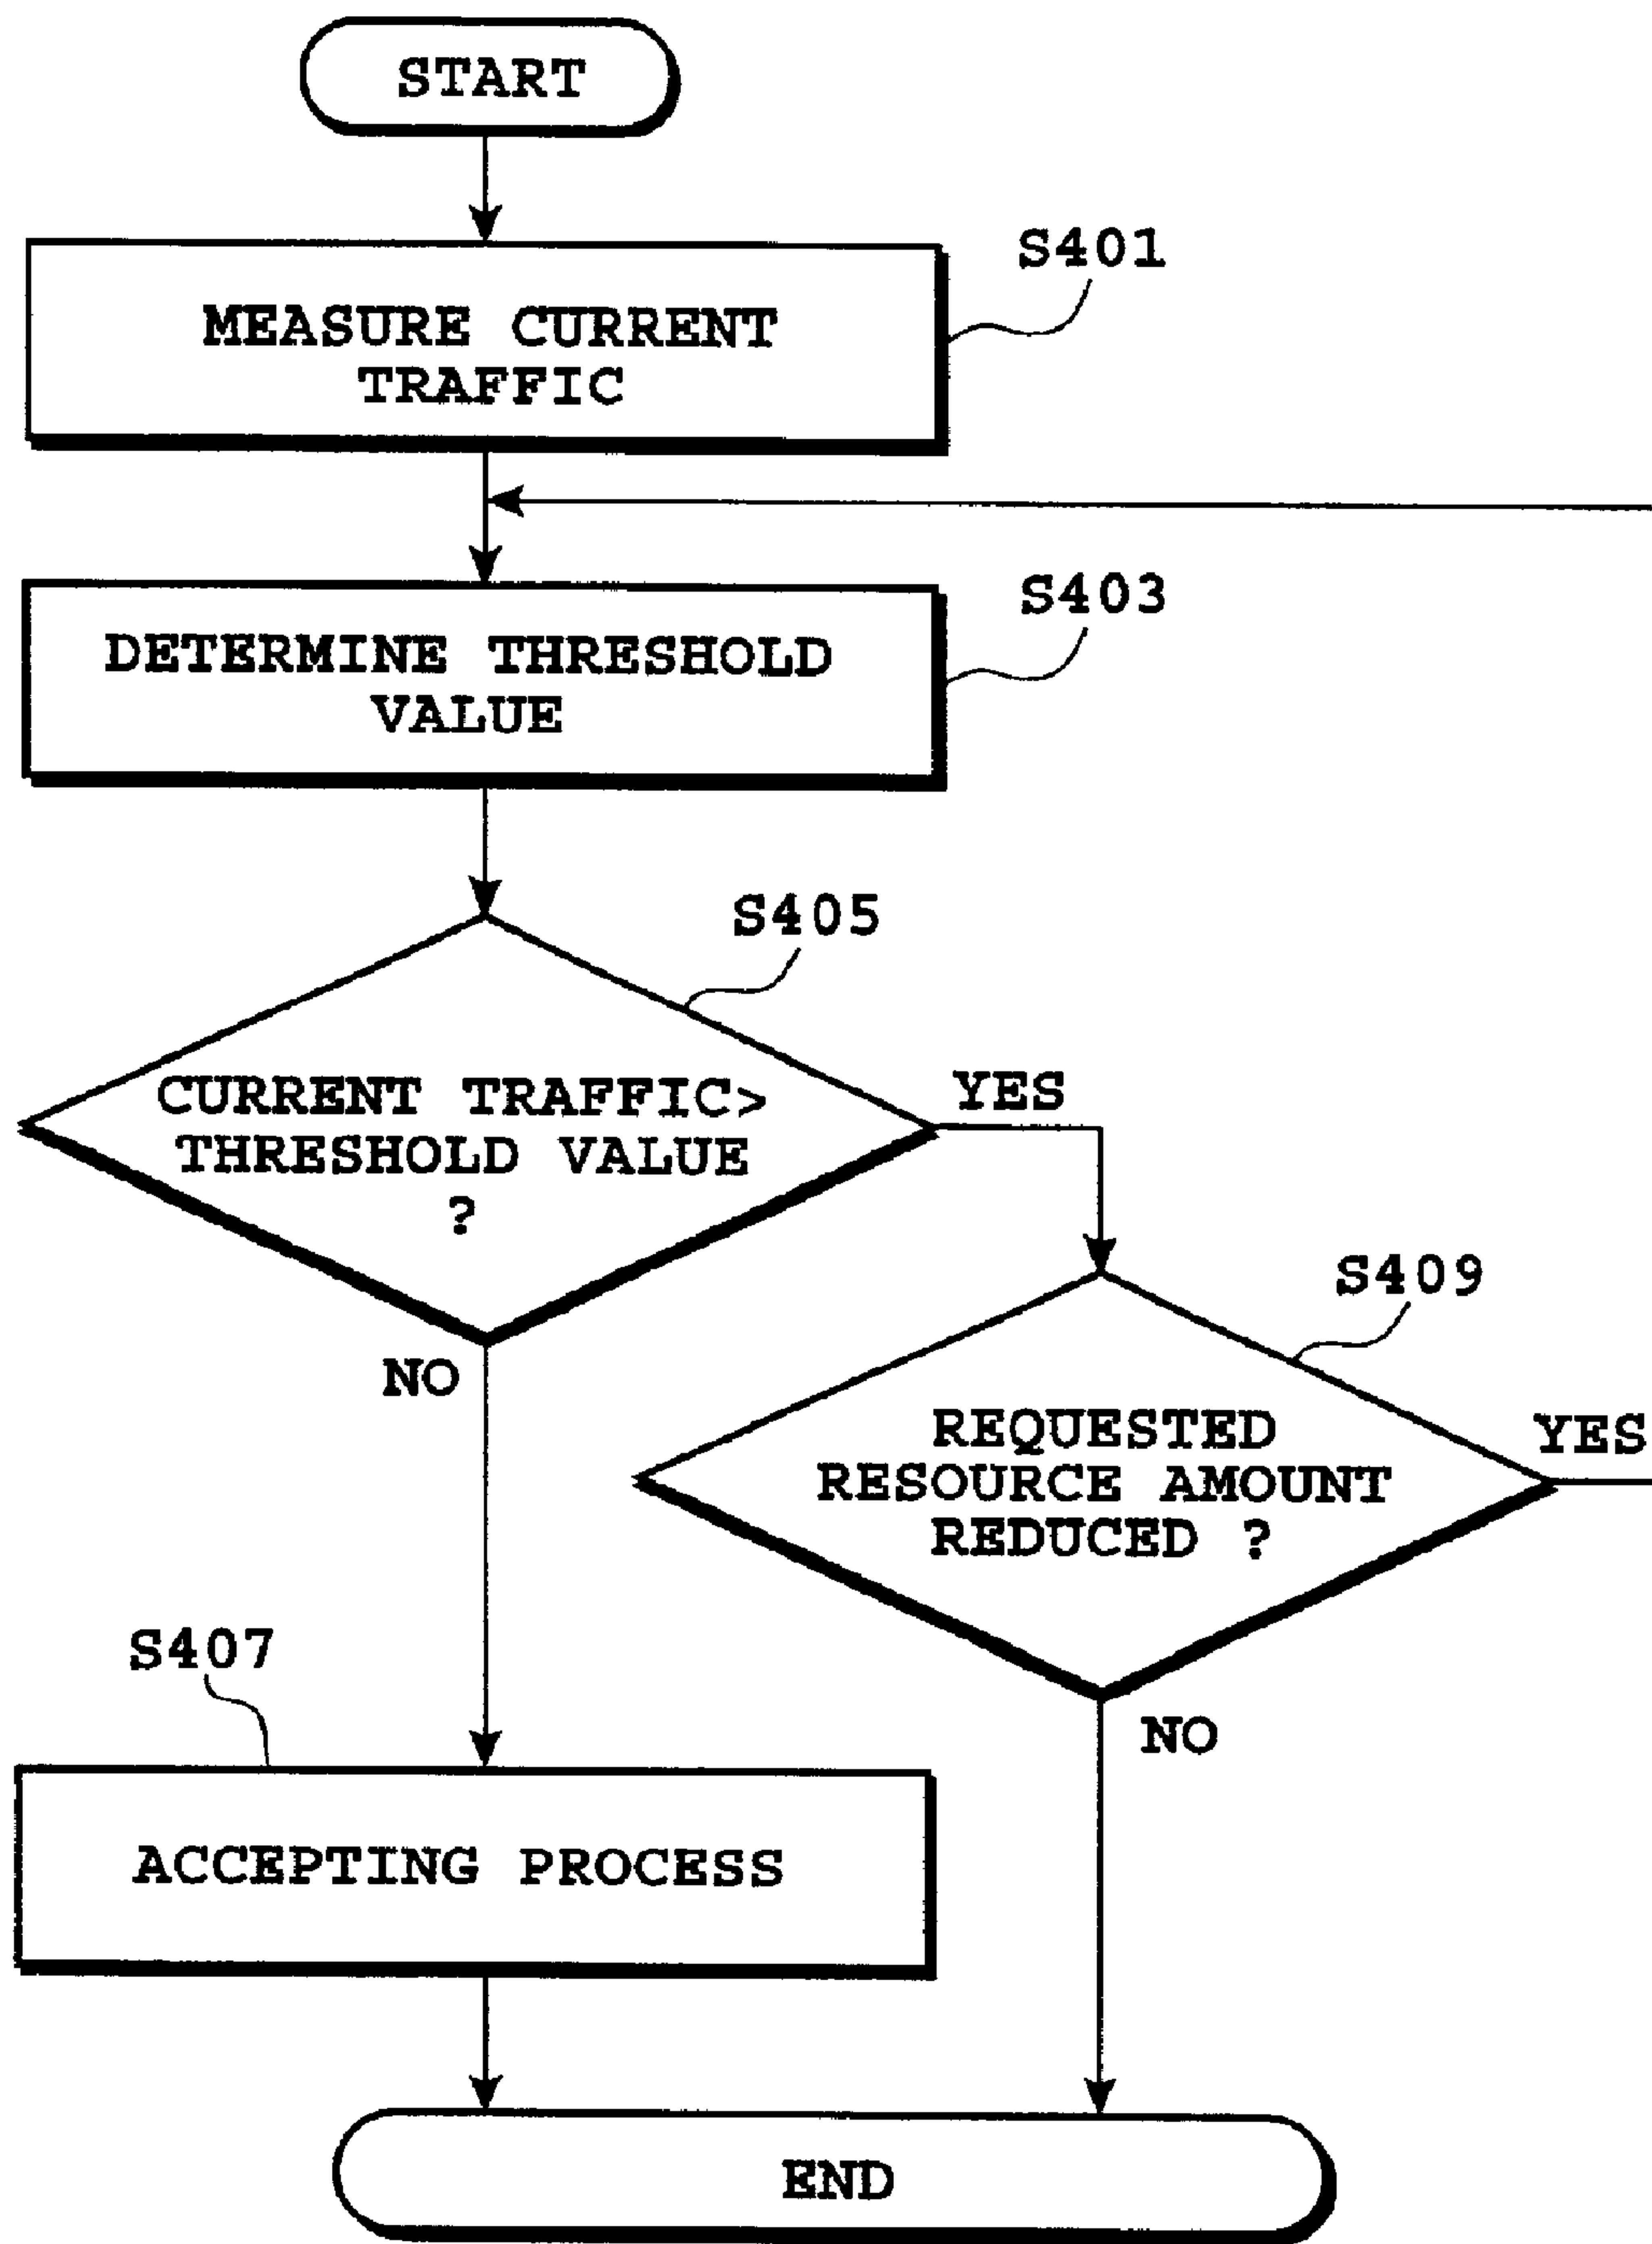 START
S401
MEASURE CURRENT
TRAFFIC
S403
DETERMINE THRESHOLD
VALUE
S405
CURRENT TRAFFIC>
THRESHOLD VALUE
?
YES
NO
S409
REQUESTED
RESOURCE AMOUNT
REDUCED ?
YES
NO
S407
ACCEPTING PROCESS
END